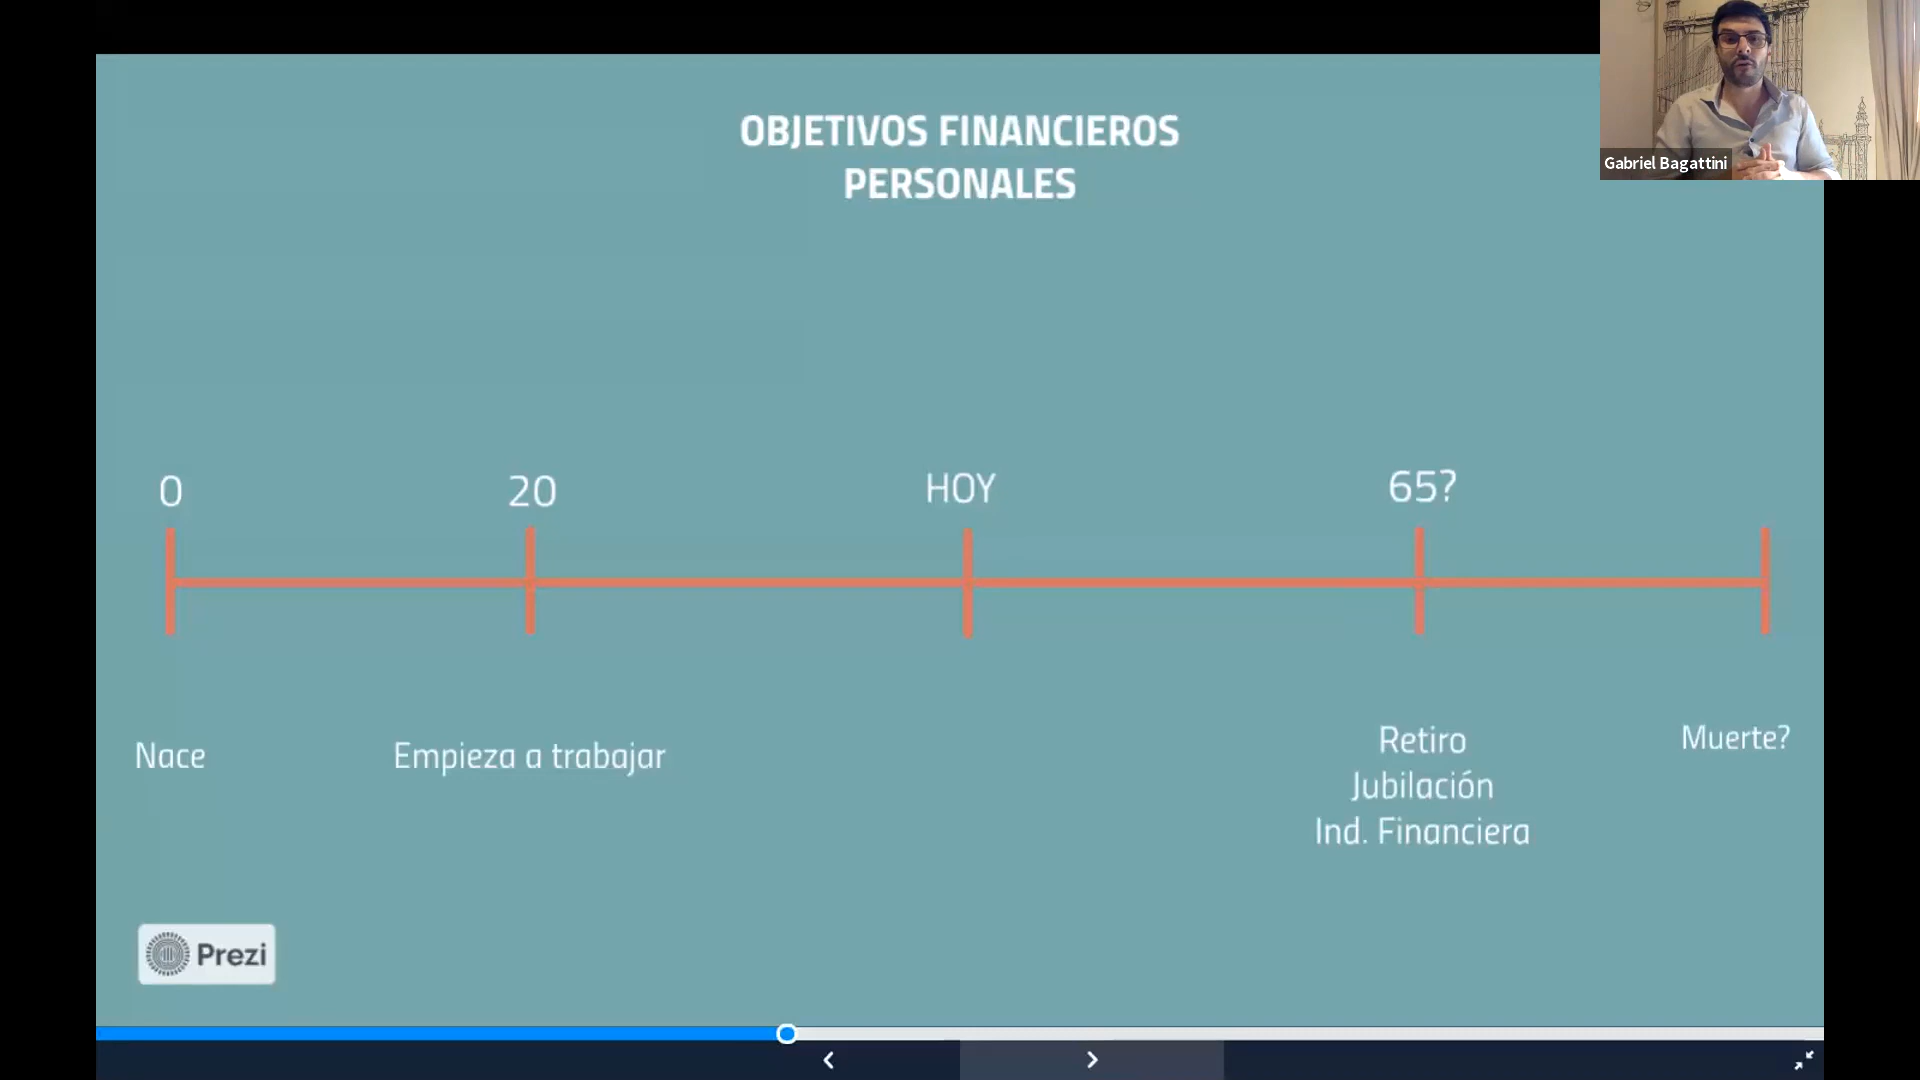 OBJETIVOS FINANCIEROS
PERSONALES
Gabriel Bagattini
0
20
HOY
65?
Nace
Empieza a trabajar
Retiro
Jubilación
Ind. Financiera
Muerte?
Prezi